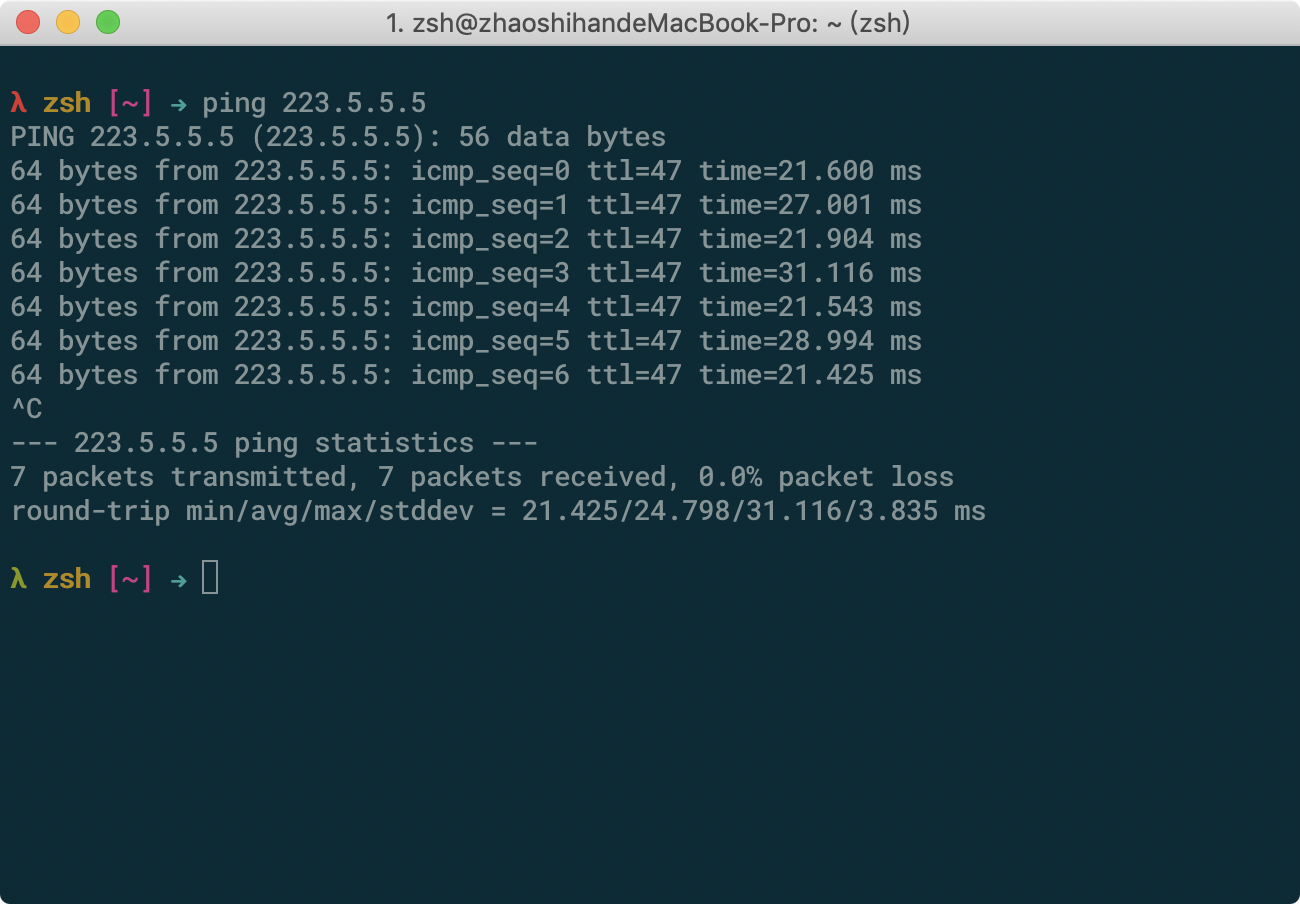 1. zsh@zhaoshihandeMacBook-Pro: ~ (zsh)
λ zsh [~] → ping 223.5.5.5
PING 223.5.5.5 (223.5.5.5): 56 data bytes
64 bytes from 223.5.5.5: icmp_seq=0 ttl=47 time=21.600 ms
64 bytes from 223.5.5.5: icmp_seq=1 ttl=47 time=27.001 ms
64 bytes from 223.5.5.5: icmp_seq=2 ttl=47 time=21.904 ms
64 bytes from 223.5.5.5: icmp_seq=3 ttl=47 time=31.116 ms
64 bytes from 223.5.5.5: icmp_seq=4 ttl=47 time=21.543 ms
64 bytes from 223.5.5.5: icmp_seq=5 ttl=47 time=28.994 ms
64 bytes from 223.5.5.5: icmp_seq=6 ttl=47 time=21.425 ms
^C
--- 223.5.5.5 ping statistics ---
7 packets transmitted, 7 packets received, 0.0% packet loss
round-trip min/avg/max/stddev = 21.425/24.798/31.116/3.835 ms
λ zsh [~] →